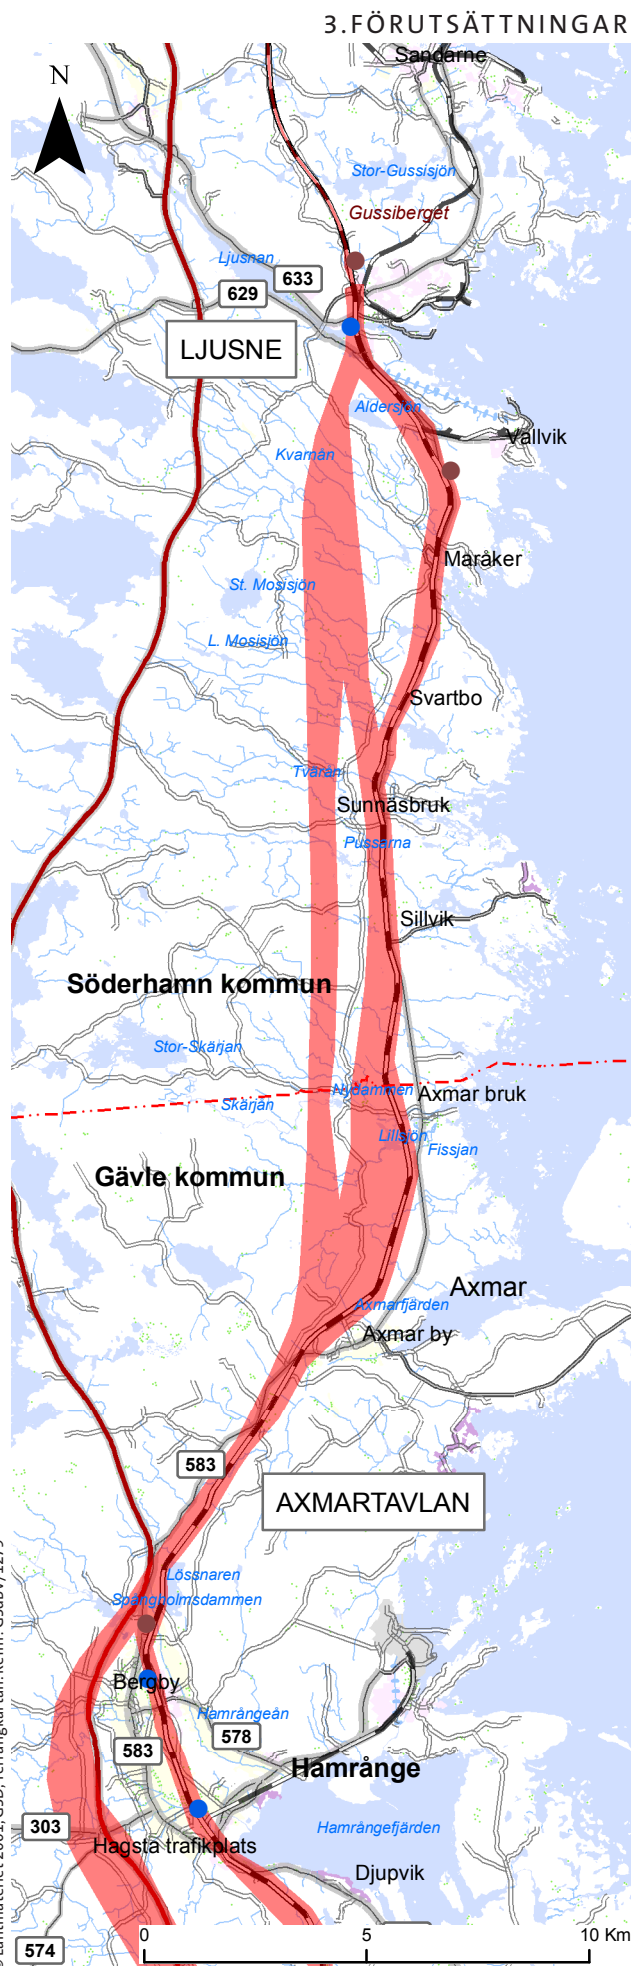 3.FÖRUTSÄTTNINGAR
Sandarne
N
Stor-Gussisjön
Gussiberget
Ljusnan
633
629
LJUSNE
Aldersjön
Vallvik
Kvarnån
Maråker
St. Mosisjön
L. Mosisjön
Svartbo
Tvärån
Sunnäsbruk
Pussarna
Sillvik
Söderhamn kommun
Stor-Skärjan
Nydammen
Axmar bruk
Skärjån
Lillsjön
Fissjan
Gävle kommun
Axmar
Axmarfjärden
Axmar by
583
AXMARTAVLAN
Lössnaren
Spångholmsdammen
Bergby
Hamrångeån
578
583
Hamrånge
303
Hamrångefjärden
Hagsta trafikplats
Djupvik
574
0
5
10 Km